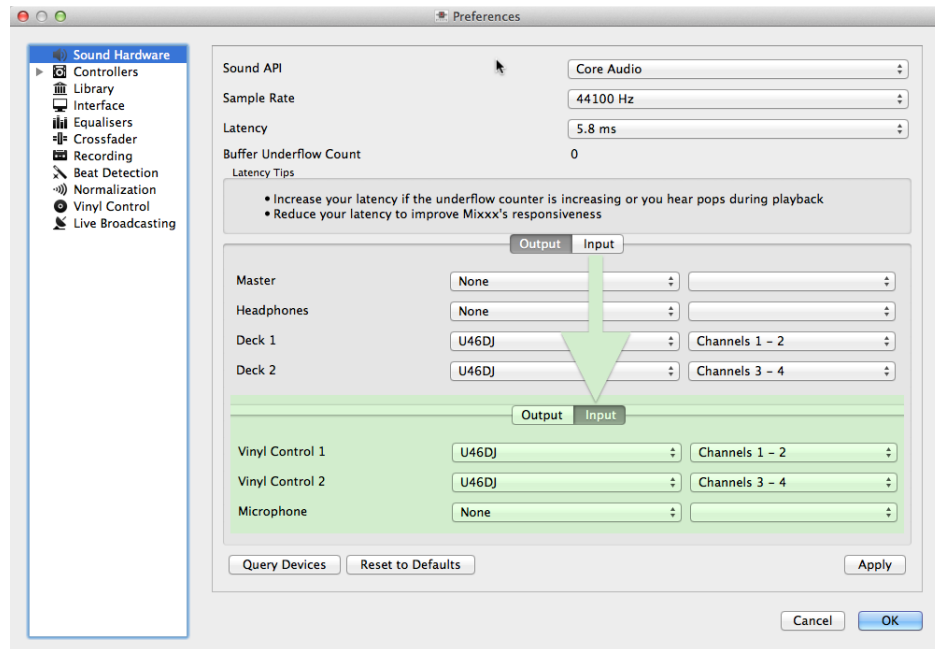 Preferences
Sound Hardware
Controllers
Library
Interface
Equalisers
Crossfader
Recording
Beat Detection
Normalization
Vinyl Control
Live Broadcasting
Sound API Core Audio
Sample Rate 44100 Hz
Latency 5.8 ms
Buffer Underflow Count 0
Latency Tips
• Increase your latency if the underflow counter is increasing or you hear pops during playback
• Reduce your latency to improve Mixxx's responsiveness
Output Input
Master None
Headphones None
Deck 1 U46DJ Channels 1 – 2
Deck 2 U46DJ Channels 3 – 4
Output Input
Vinyl Control 1 U46DJ Channels 1 – 2
Vinyl Control 2 U46DJ Channels 3 – 4
Microphone None
Query Devices Reset to Defaults Apply
Cancel OK